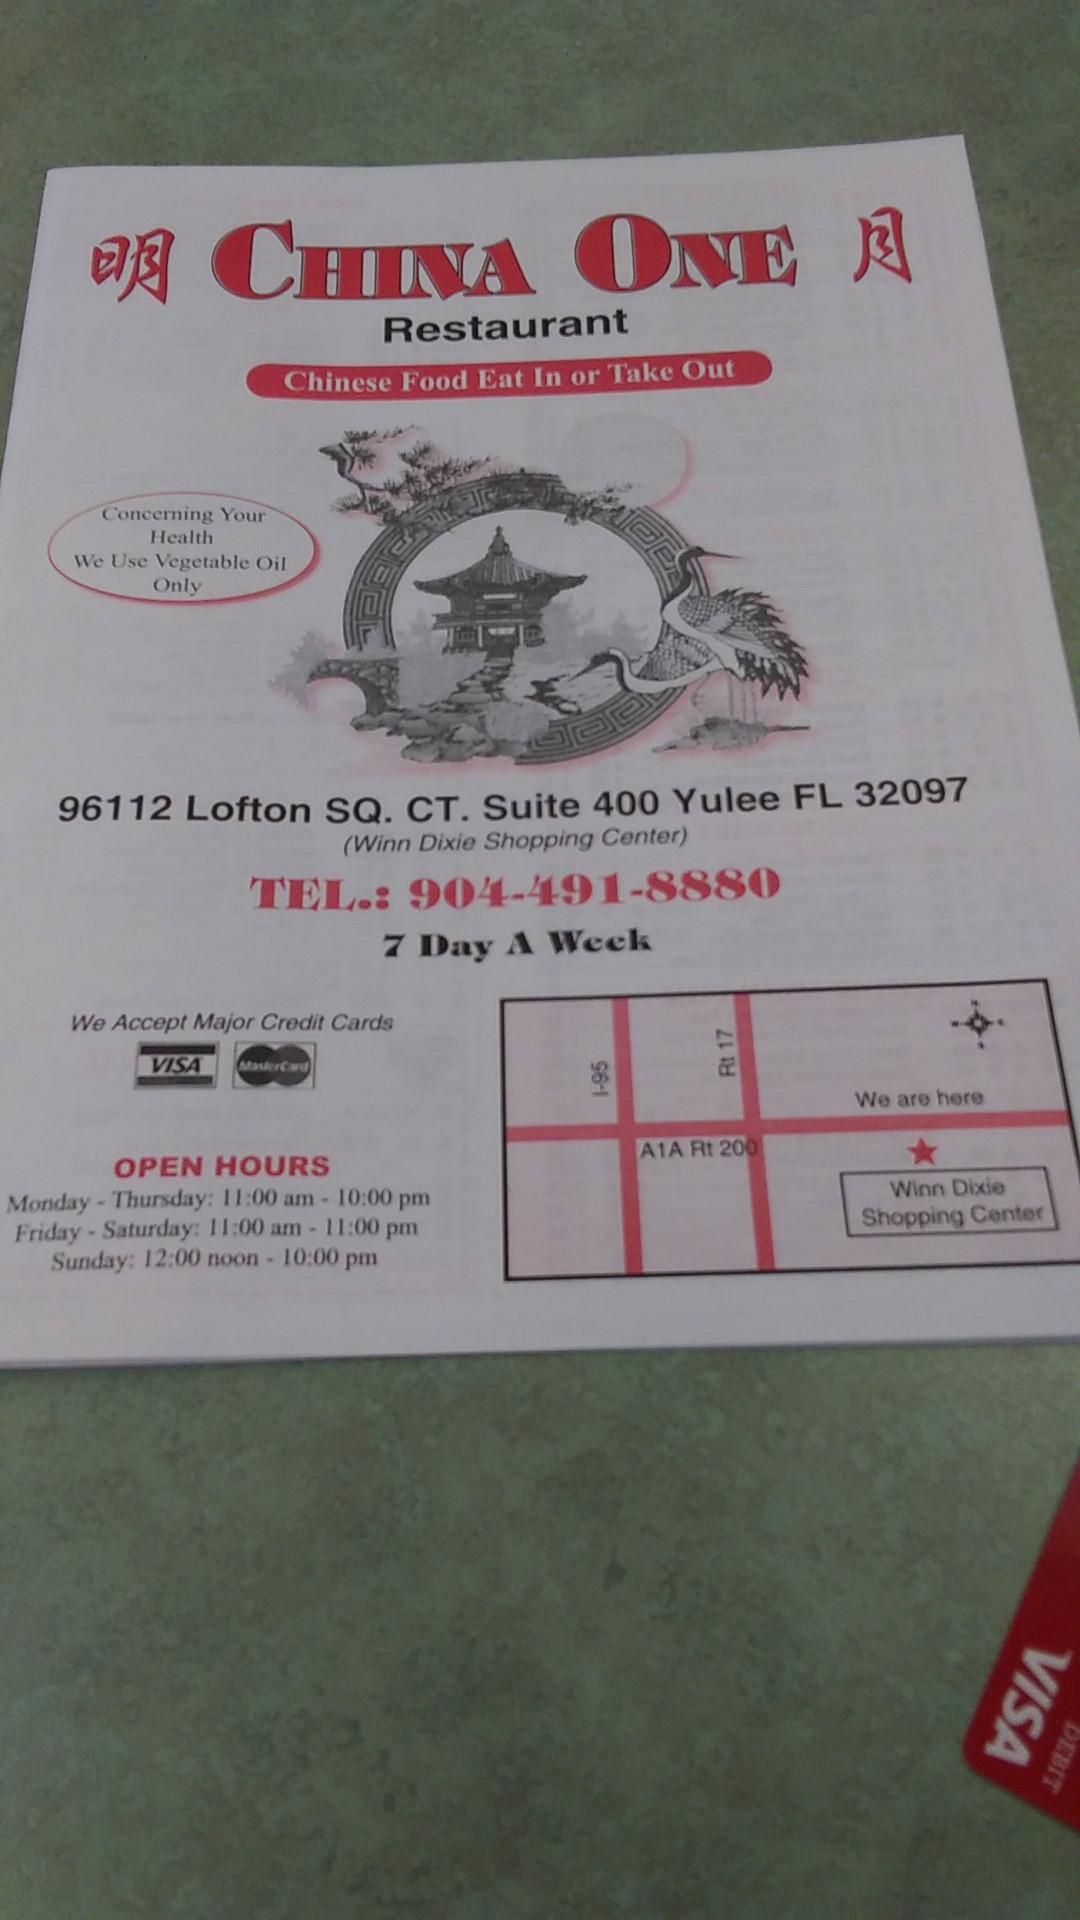 明 CHINA ONE 月
Restaurant
Chinese Food Eat In or Take Out
Concerning Your
Health
We Use Vegetable Oil
Only
96112 Lofton SQ. CT. Suite 400 Yulee FL 32097
(Winn Dixie Shopping Center)
TEL.: 904-491-8880
7 Day A Week
We Accept Major Credit Cards
VISA MasterCard
OPEN HOURS
Monday - Thursday: 11:00 am - 10:00 pm
Friday - Saturday: 11:00 am - 11:00 pm
Sunday: 12:00 noon - 10:00 pm
I-95
Rt 17
We are here
A1A Rt 200
Winn Dixie
Shopping Center
VISA
DEBIT